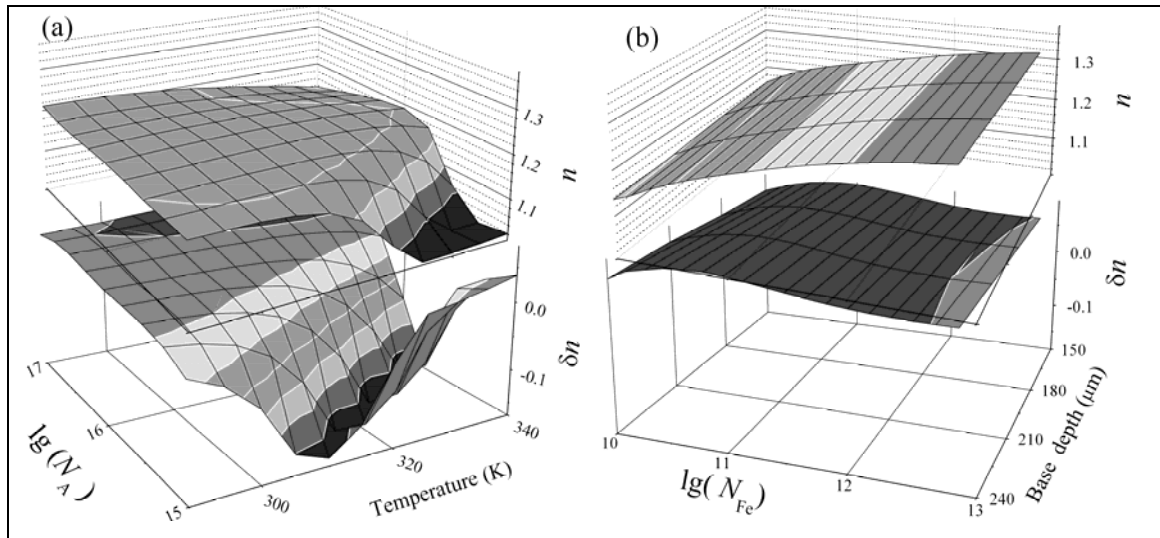 (a)
1.3
1.2
1.1
n
0.0
-0.1
δn
17
16
15
lg (N_A)
300
320
340
Temperature (K)
(b)
1.3
1.2
1.1
n
0.0
-0.1
δn
150
180
210
240
Base depth (μm)
10
11
12
13
lg(N_Fe)